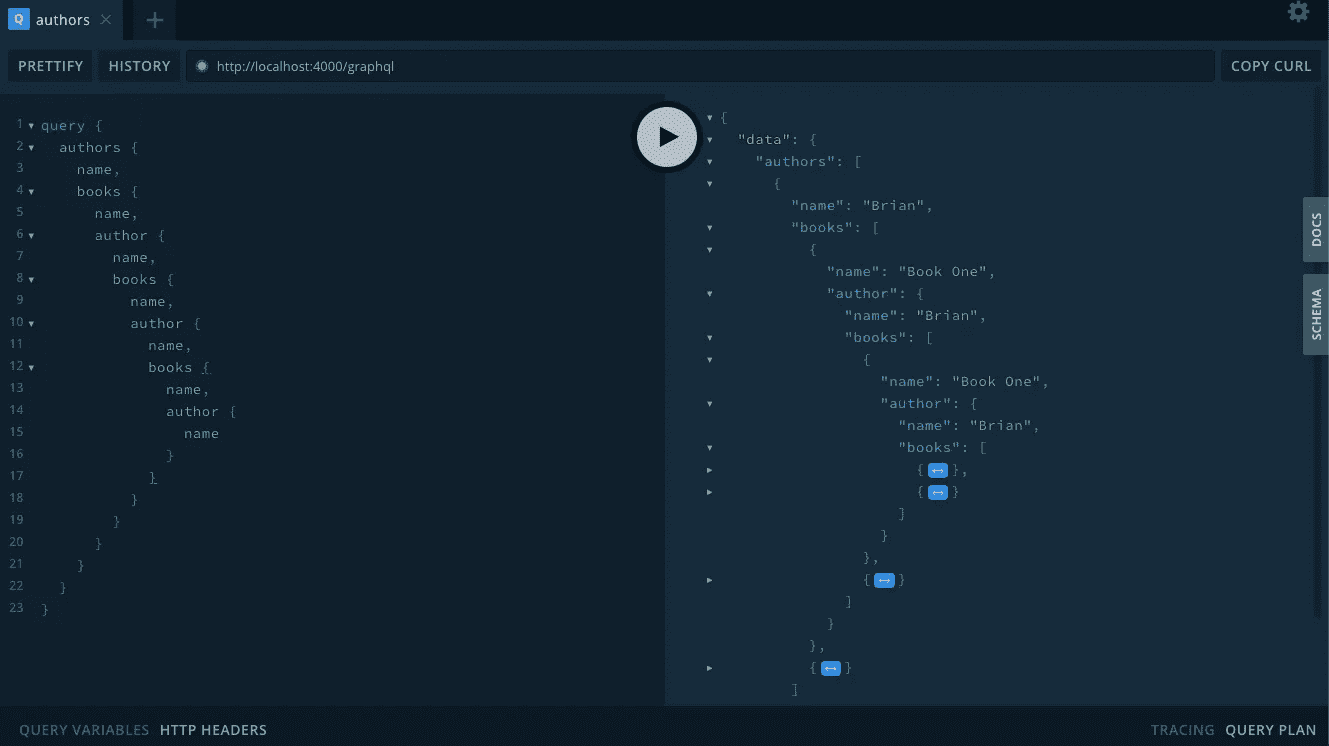 Q authors
PRETTIFY HISTORY http://localhost:4000/graphql COPY CURL
1 query {
2 authors {
3 name,
4 books {
5 name,
6 author {
7 name,
8 books {
9 name,
10 author {
11 name,
12 books {
13 name,
14 author {
15 name
16 }
17 }
18 }
19 }
20 }
21 }
22 }
23 }
{
"data": {
"authors": [
{
"name": "Brian",
"books": [
{
"name": "Book One",
"author": {
"name": "Brian",
"books": [
{
"name": "Book One",
"author": {
"name": "Brian",
"books": [
{ ↔ },
{ ↔ }
]
}
},
{ ↔ }
]
}
},
{ ↔ }
]
DOCS
SCHEMA
QUERY VARIABLES HTTP HEADERS
TRACING QUERY PLAN